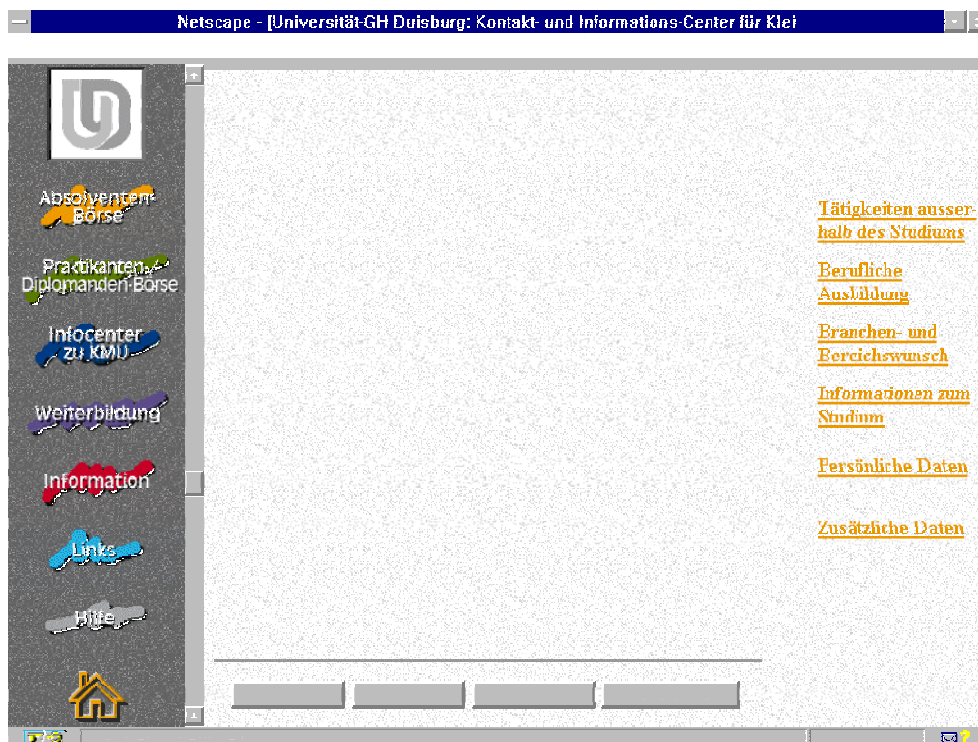 Netscape - [Universität-GH Duisburg: Kontakt- und Informations-Center für Klei
Absolventen-
Börse
Praktikanten-/
Diplomanden-Börse
Infocenter
zu KMU
Weiterbildung
Information
Links
Hilfe
Tätigkeiten ausser-
halb des Studiums
Berufliche
Ausbildung
Branchen- und
Bereichswunsch
Informationen zum
Studium
Persönliche Daten
Zusätzliche Daten